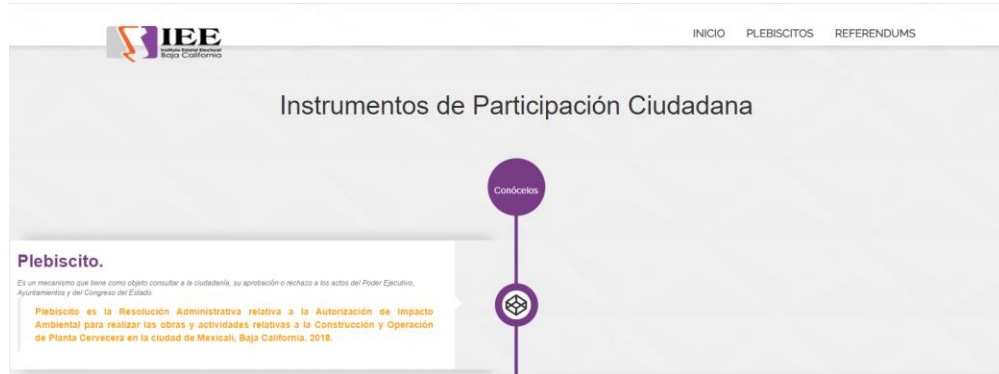 IEE
Instituto Estatal Electoral
Baja California
INICIO PLEBISCITOS REFERENDUMS
Instrumentos de Participación Ciudadana
Conócelos
Plebiscito.
Es un mecanismo que tiene como objeto consultar a la ciudadanía, su aprobación o rechazo a los actos del Poder Ejecutivo,
Ayuntamientos y del Congreso del Estado.
Plebiscito es la Resolución Administrativa relativa a la Autorización de Impacto
Ambiental para realizar las obras y actividades relativas a la Construcción y Operación
de Planta Cervecera en la ciudad de Mexicali, Baja California. 2018.